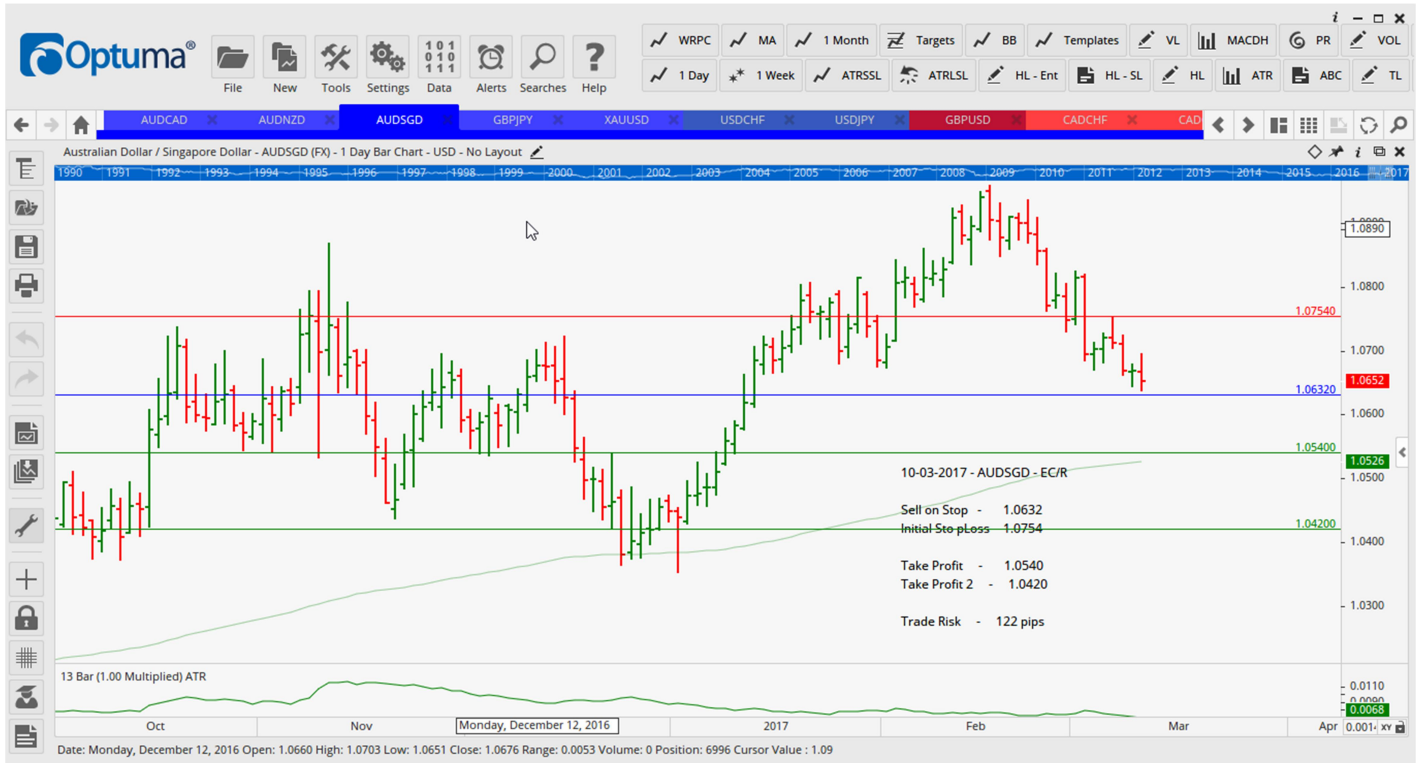 Optuma®
File
New
Tools
Settings
Data
Alerts
Searches
Help
WRPC
MA
1 Month
Targets
BB
Templates
VL
MACDH
PR
VOL
1 Day
1 Week
ATRSSL
ATRLSL
HL - Ent
HL - SL
HL
ATR
ABC
TL
AUDCAD
AUDNZD
AUDSGD
GBPJPY
XAUUSD
USDCHF
USDJPY
GBPUSD
CADCHF
CAD
Australian Dollar / Singapore Dollar - AUDSGD (FX) - 1 Day Bar Chart - USD - No Layout
1990 1991 1992 1993 1994 1995 1996 1997 1998 1999 2000 2001 2002 2003 2004 2005 2006 2007 2008 2009 2010 2011 2012 2013 2014 2015 2016 2017
1.0890
1.0800
1.07540
1.0700
1.0652
1.06320
1.0600
1.05400
1.0526
1.0500
1.04200
1.0400
1.0300
10-03-2017 - AUDSGD - EC/R
Sell on Stop - 1.0632
Initial Sto pLoss - 1.0754
Take Profit - 1.0540
Take Profit 2 - 1.0420
Trade Risk - 122 pips
13 Bar (1.00 Multiplied) ATR
0.0110
0.0068
Oct Nov Monday, December 12, 2016 2017 Feb Mar Apr
0.0014 XY
Date: Monday, December 12, 2016 Open: 1.0660 High: 1.0703 Low: 1.0651 Close: 1.0676 Range: 0.0053 Volume: 0 Position: 6996 Cursor Value : 1.09